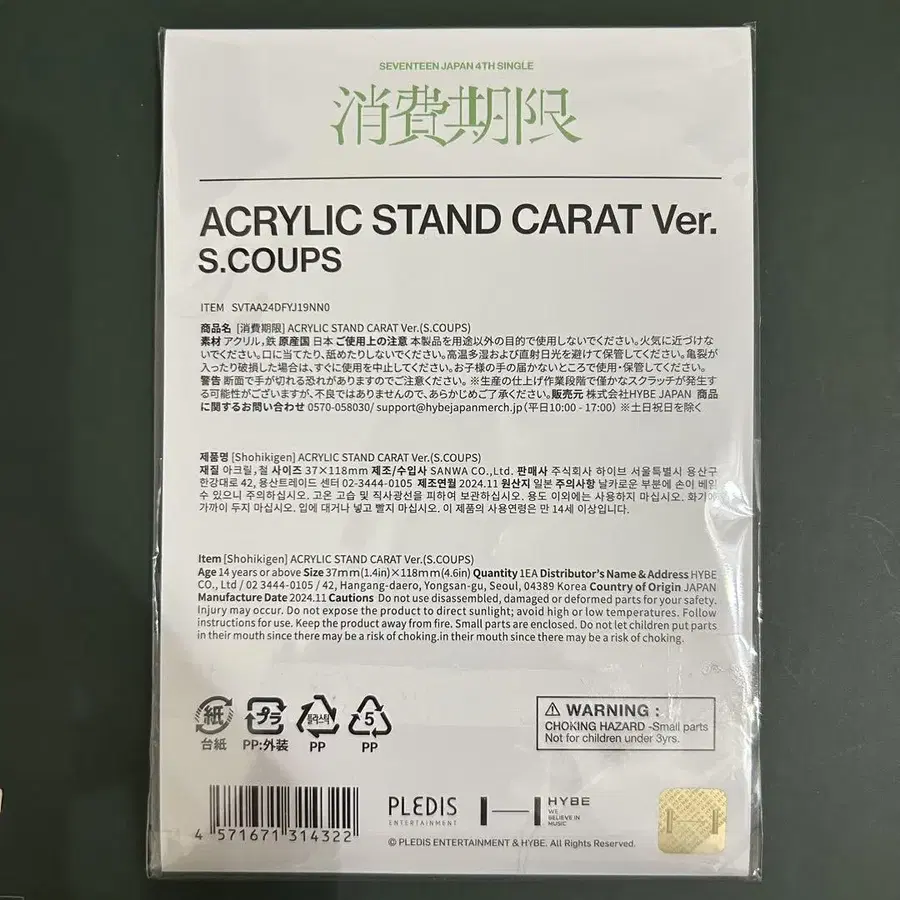 SEVENTEEN JAPAN 4TH SINGLE
消費期限
ACRYLIC STAND CARAT Ver.
S.COUPS
ITEM SVTAA24DFYJ19NN0
商品名 [消費期限] ACRYLIC STAND CARAT Ver.(S.COUPS)
素材 アクリル,鉄 原産国 日本 ご使用上の注意 本製品を用途以外の目的で使用しないでください。火気に近づけな
いでください。口に当てたり、舐めたりしないでください。高温多湿および直射日光を避けて保管してください。亀裂が
入ったり破損した場合は、すぐに使用を中止してください。お子様の手の届かないところで使用・保管してください。
警告 断面で手が切れる恐れがありますのでご注意ください。 ※生産の仕上げ作業段階で僅かなスクラッチが発生す
る可能性がございますが、不良ではありませんので、あらかじめご了承ください。販売元 株式会社HYBE JAPAN 商品
に関するお問い合わせ 0570-058030/ support@hybejapanmerch.jp(平日10:00 - 17:00) ※土日祝日を除く
제품명 [Shohikigen] ACRYLIC STAND CARAT Ver.(S.COUPS)
재질 아크릴,철 사이즈 37×118mm 제조/수입사 SANWA CO.,Ltd. 판매사 주식회사 하이브 서울특별시 용산구
한강대로 42, 용산트레이드 센터 02-3444-0105 제조연월 2024.11 원산지 일본 주의사항 날카로운 부분에 손이 베일
수 있으니 주의하십시오. 고온 고습 및 직사광선을 피하여 보관하십시오. 용도 이외에는 사용하지 마십시오. 화기에
가까이 두지 마십시오. 입에 대거나 넣고 빨지 마십시오. 이 제품의 사용연령은 만 14세 이상입니다.
Item [Shohikigen] ACRYLIC STAND CARAT Ver.(S.COUPS)
Age 14 years or above Size 37mm(1.4in)×118mm(4.6in) Quantity 1EA Distributor's Name & Address HYBE
CO., Ltd / 02 3444-0105 / 42, Hangang-daero, Yongsan-gu, Seoul, 04389 Korea Country of Origin JAPAN
Manufacture Date 2024.11 Cautions Do not use disassembled, damaged or deformed parts for your safety.
Injury may occur. Do not expose the product to direct sunlight; avoid high or low temperatures. Follow
instructions for use. Keep the product away from fire. Small parts are enclosed. Do not let children put parts
in their mouth since there may be a risk of choking.in their mouth since there may be a risk of choking.
紙
プラ
플라스틱
5
台紙
PP:外装
PP
PP
WARNING :
CHOKING HAZARD -Small parts
Not for children under 3yrs.
4 571671 314322
PLEDIS
ENTERTAINMENT
HYBE
WE
BELIEVE IN
MUSIC
© PLEDIS ENTERTAINMENT & HYBE. All Rights Reserved.